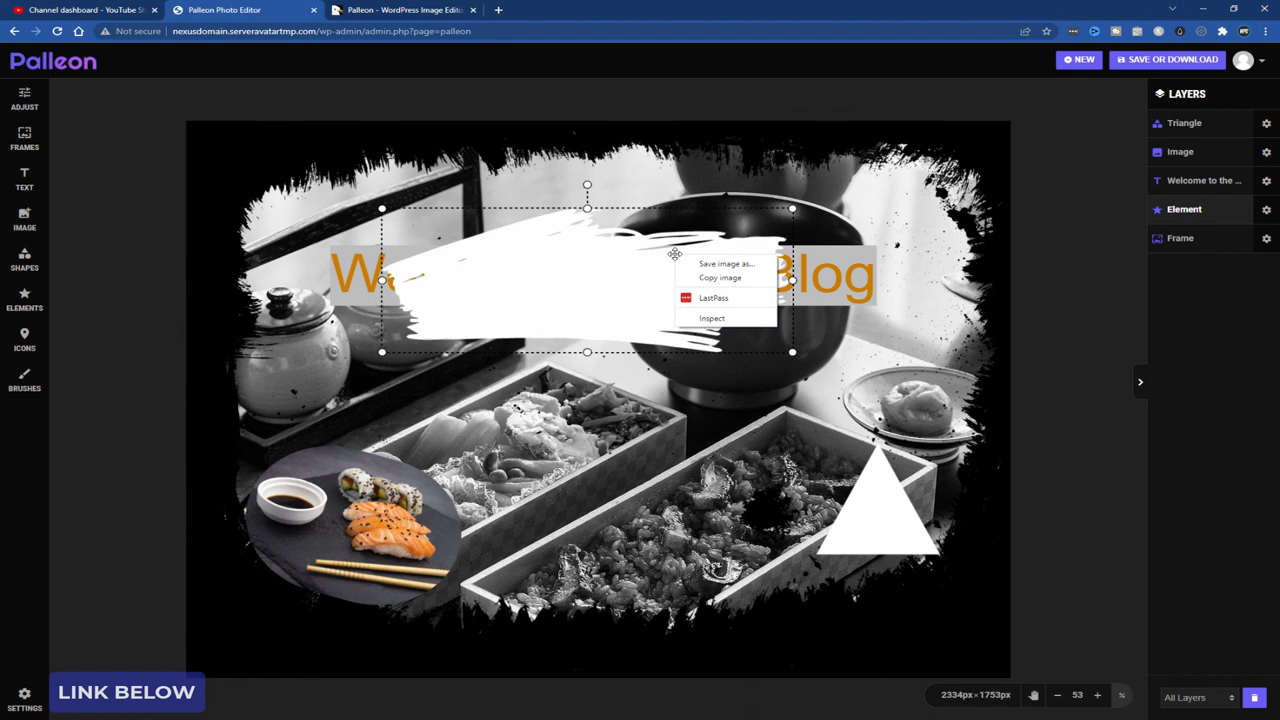 Channel dashboard - YouTube St
Palleon Photo Editor
Palleon - WordPress Image Edito
Not secure
nexusdomain.serveravatartmp.com/wp-admin/admin.php?page=palleon
Palleon
NEW
SAVE OR DOWNLOAD
ADJUST
FRAMES
TEXT
IMAGE
SHAPES
ELEMENTS
ICONS
BRUSHES
SETTINGS
LAYERS
Triangle
Image
Welcome to the ...
Element
Frame
Blog
Save image as...
Copy image
LastPass
Inspect
LINK BELOW
2334px×1753px
53
%
All Layers